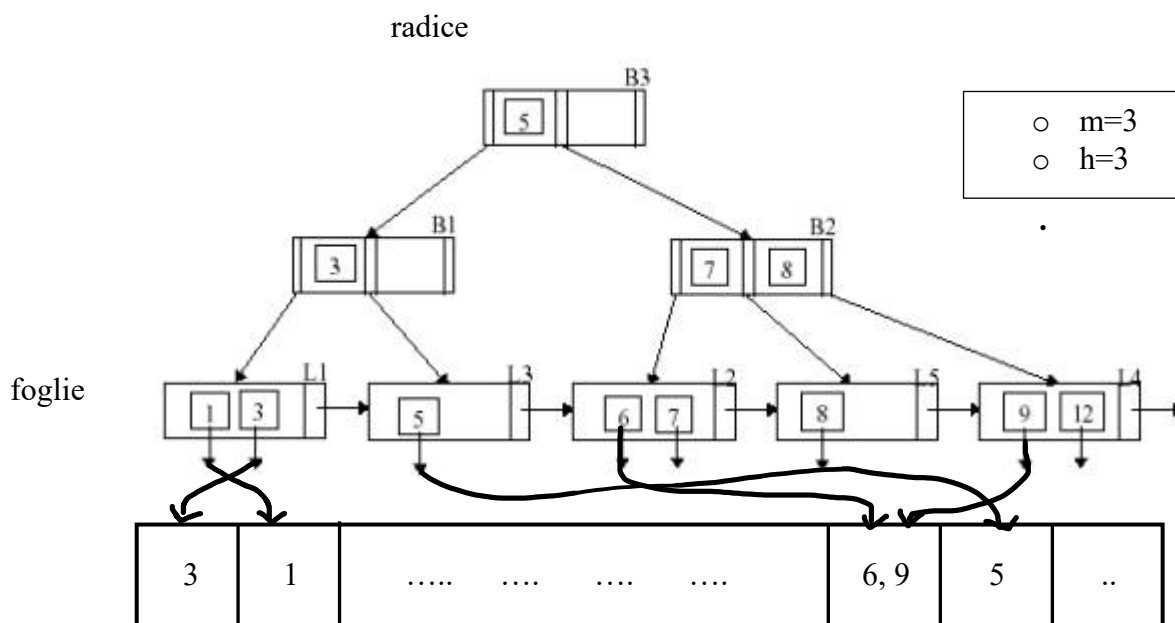 radice
B3
5
○ m=3
○ h=3
.
B1
3
B2
7 8
foglie
L1
1 3
L3
5
L2
6 7
L5
8
L4
9 12
3 1 ..... .... .... .... 6, 9 5 ..